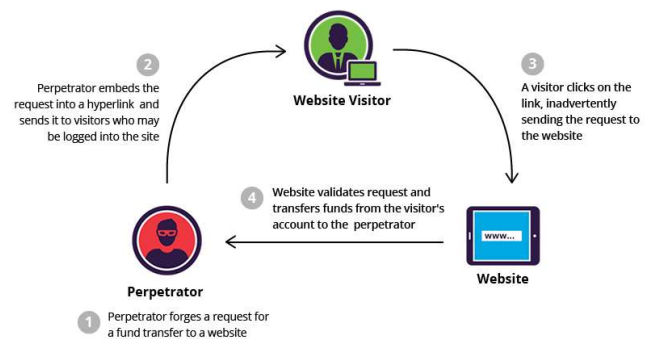 2
Perpetrator embeds the
request into a hyperlink and
sends it to visitors who may
be logged into the site
Website Visitor
3
A visitor clicks on the
link, inadvertently
sending the request to
the website
4
Website validates request and
transfers funds from the visitor's
account to the perpetrator
www...
Website
Perpetrator
1
Perpetrator forges a request for
a fund transfer to a website